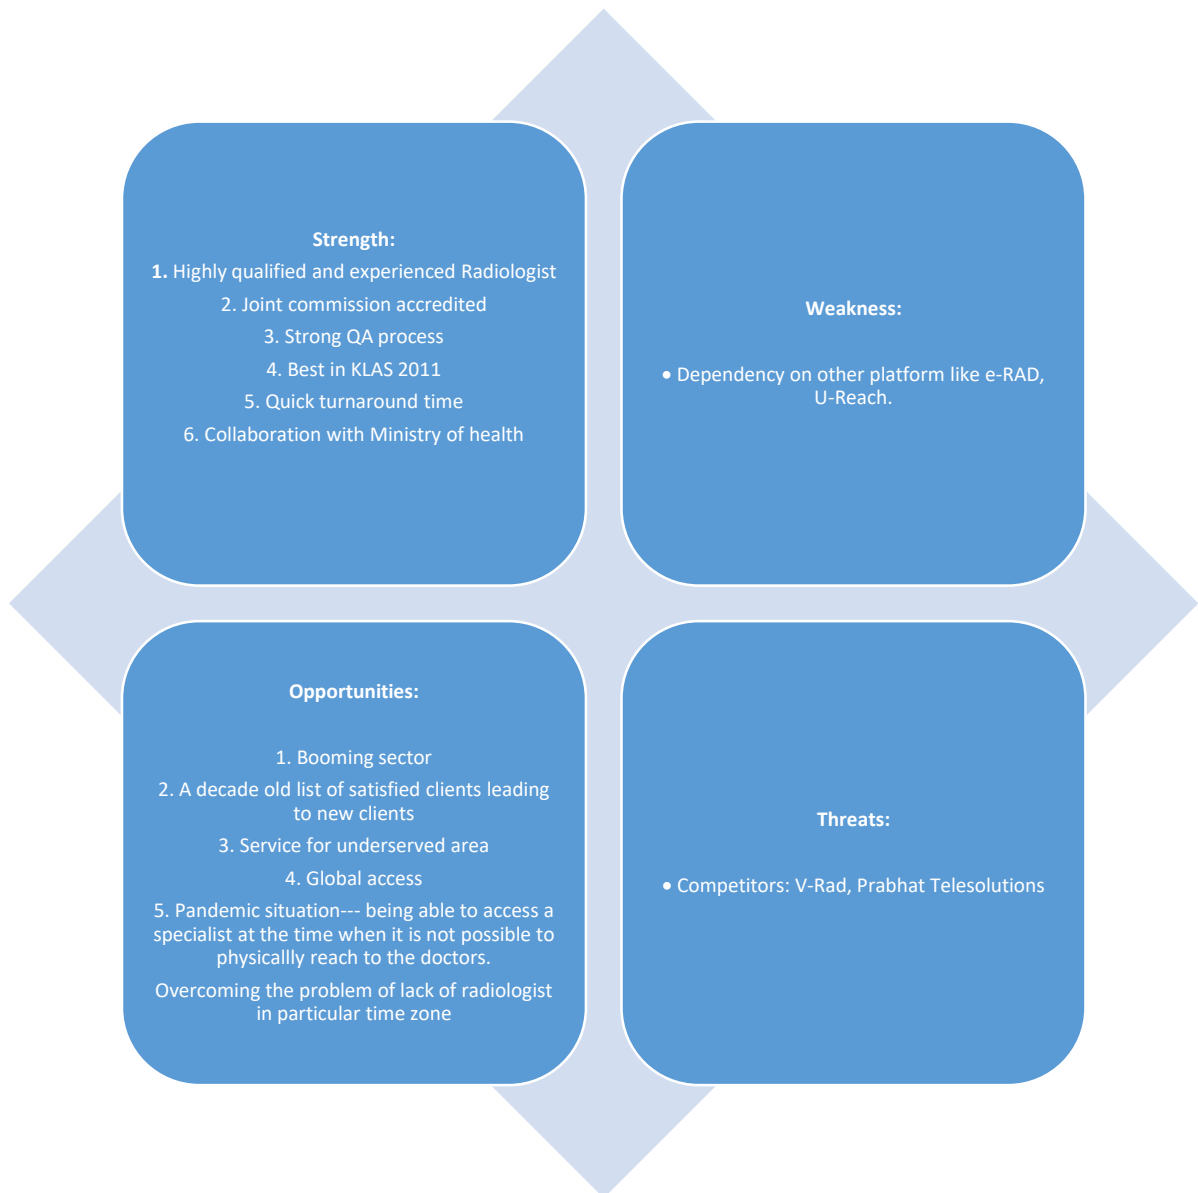 Strength:
1. Highly qualified and experienced Radiologist
2. Joint commission accredited
3. Strong QA process
4. Best in KLAS 2011
5. Quick turnaround time
6. Collaboration with Ministry of health
Weakness:
• Dependency on other platform like e-RAD,
U-Reach.
Opportunities:
1. Booming sector
2. A decade old list of satisfied clients leading
to new clients
3. Service for underserved area
4. Global access
5. Pandemic situation--- being able to access a
specialist at the time when it is not possible to
physicallly reach to the doctors.
Overcoming the problem of lack of radiologist
in particular time zone
Threats:
• Competitors: V-Rad, Prabhat Telesolutions